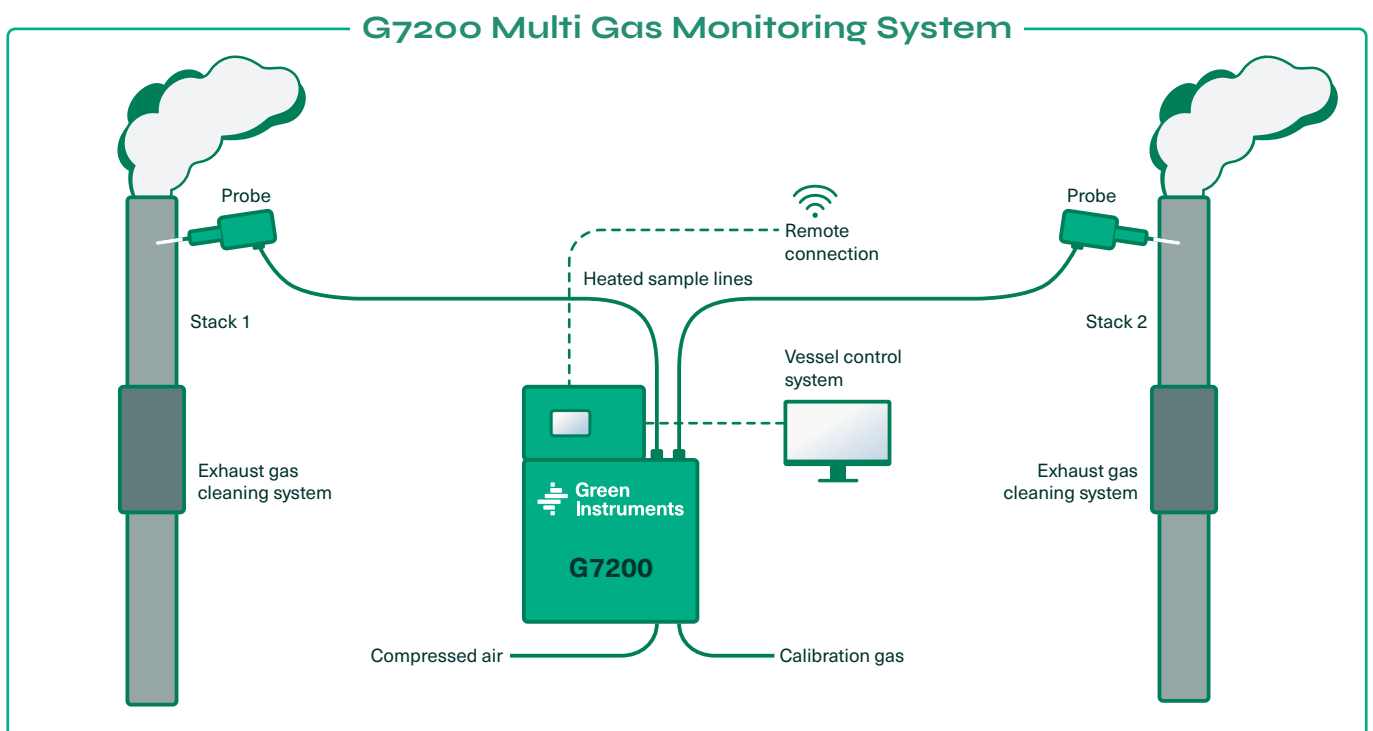 G7200 Multi Gas Monitoring System
Probe
Probe
Remote
connection
Heated sample lines
Stack 1
Stack 2
Vessel control
system
Exhaust gas
cleaning system
Exhaust gas
cleaning system
Green
Instruments
G7200
Compressed air
Calibration gas